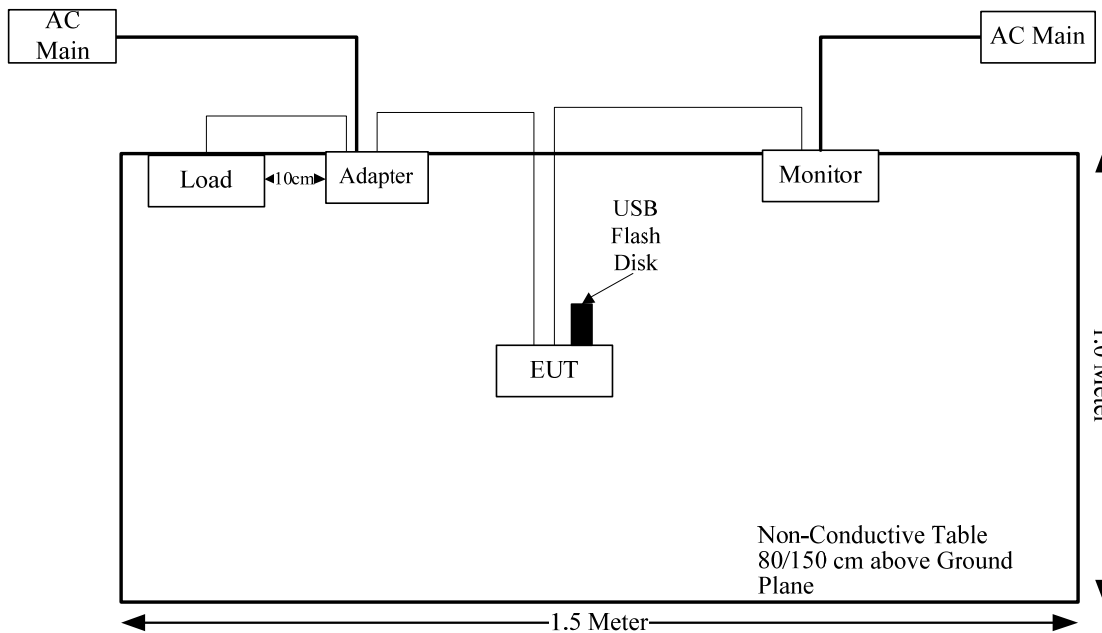 AC
Main
AC Main
Load
10cm
Adapter
Monitor
USB
Flash
Disk
EUT
Non-Conductive Table
80/150 cm above Ground
Plane
1.5 Meter